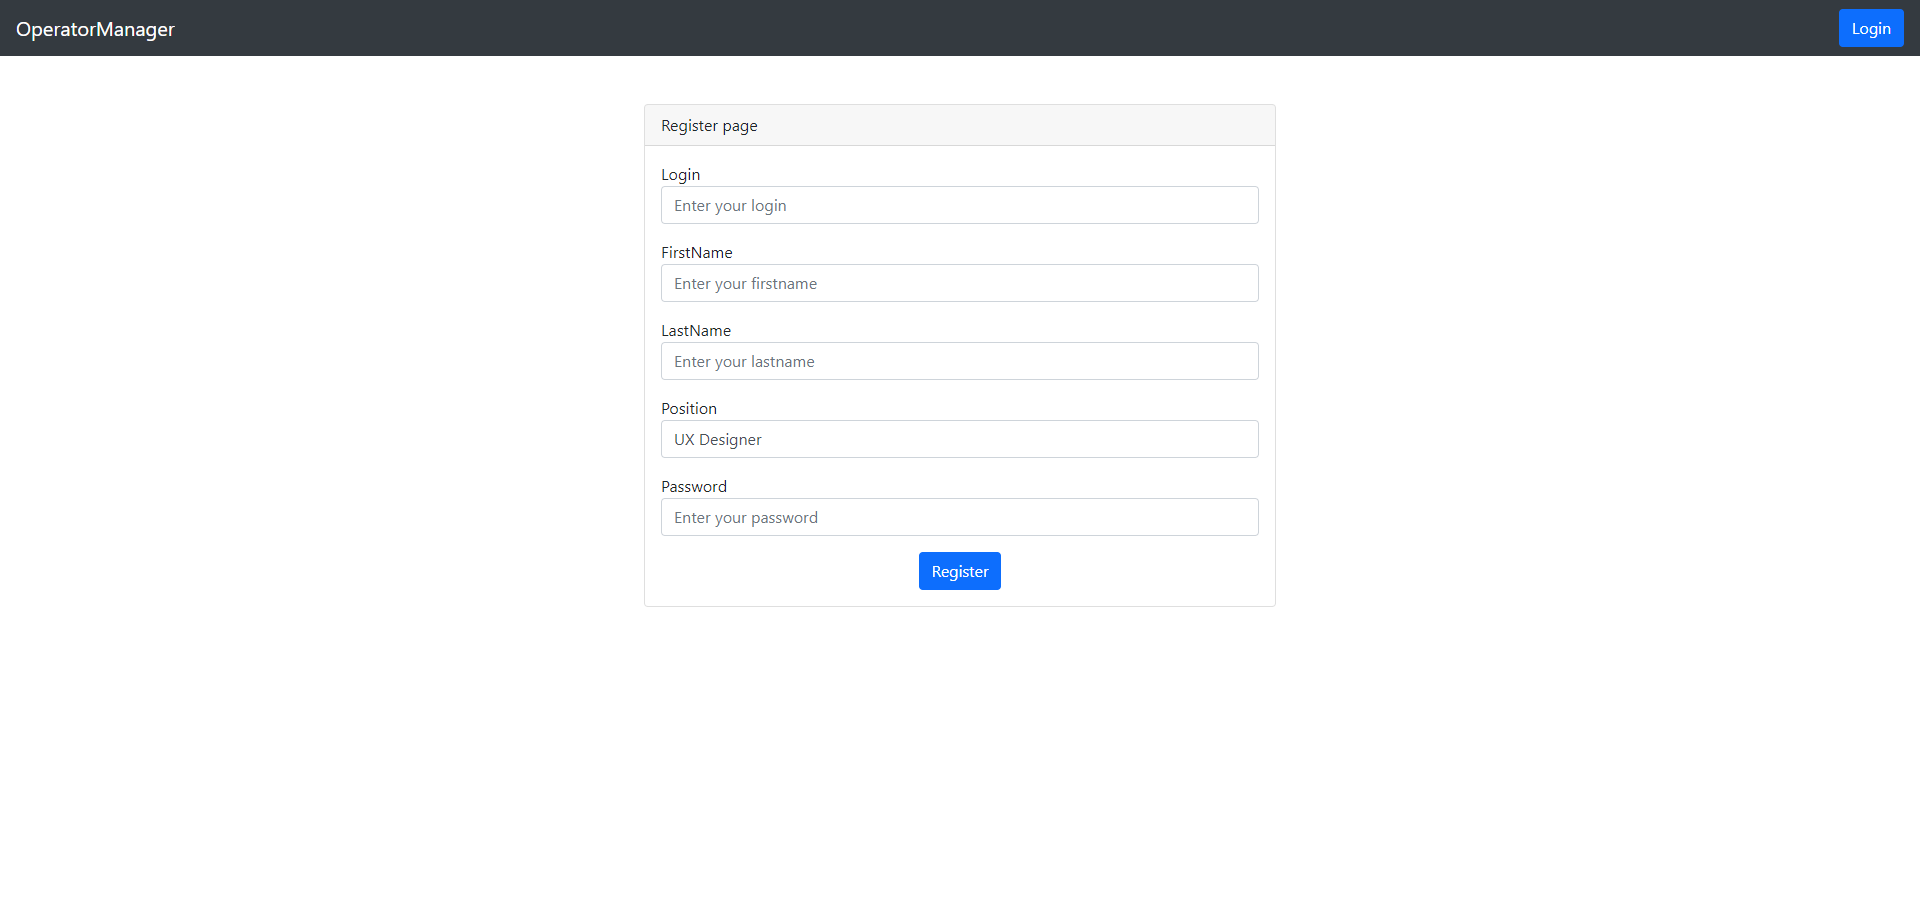 OperatorManager
Login
Register page
Login
Enter your login
FirstName
Enter your firstname
LastName
Enter your lastname
Position
UX Designer
Password
Enter your password
Register